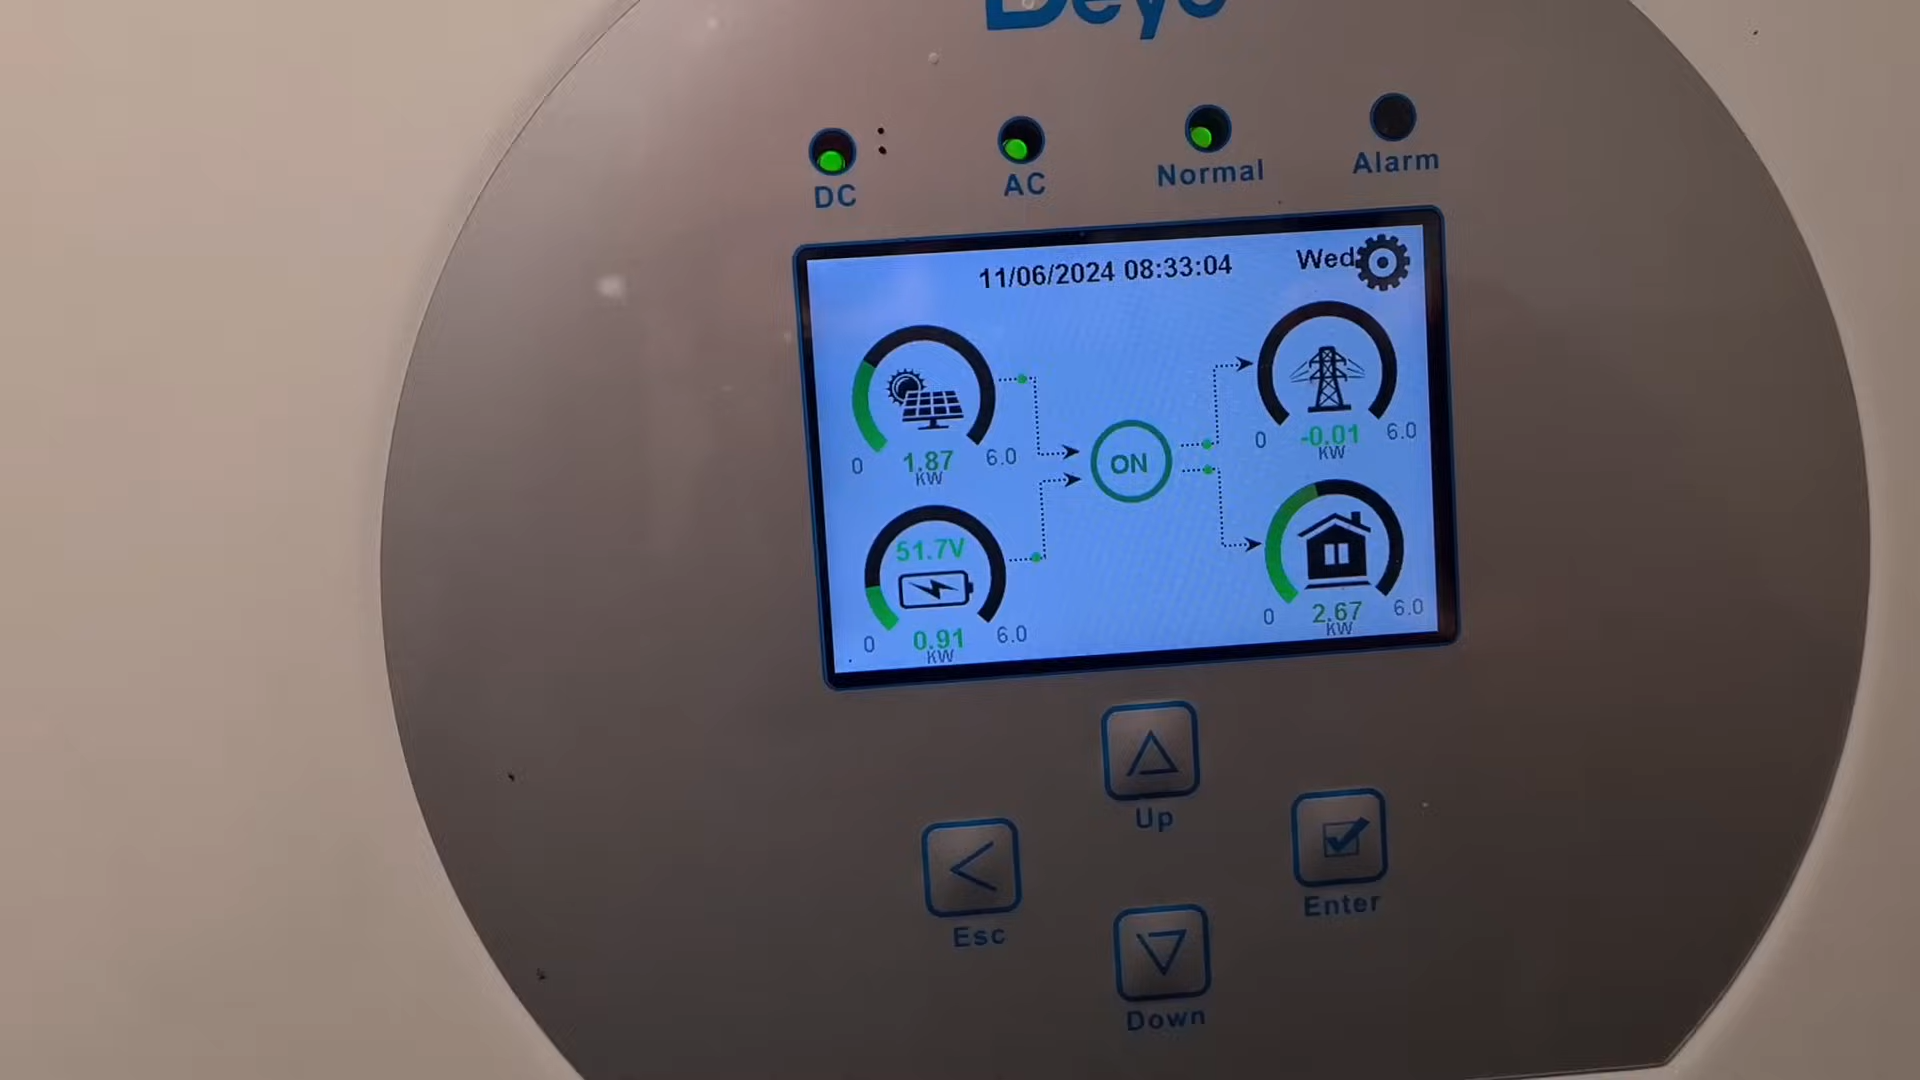 Deye
DC
AC
Normal
Alarm
11/06/2024 08:33:04
Wed
0
1.87
KW
6.0
0
-0.01
KW
6.0
ON
51.7V
0
0.91
KW
6.0
0
2.67
KW
6.0
Up
Esc
Enter
Down